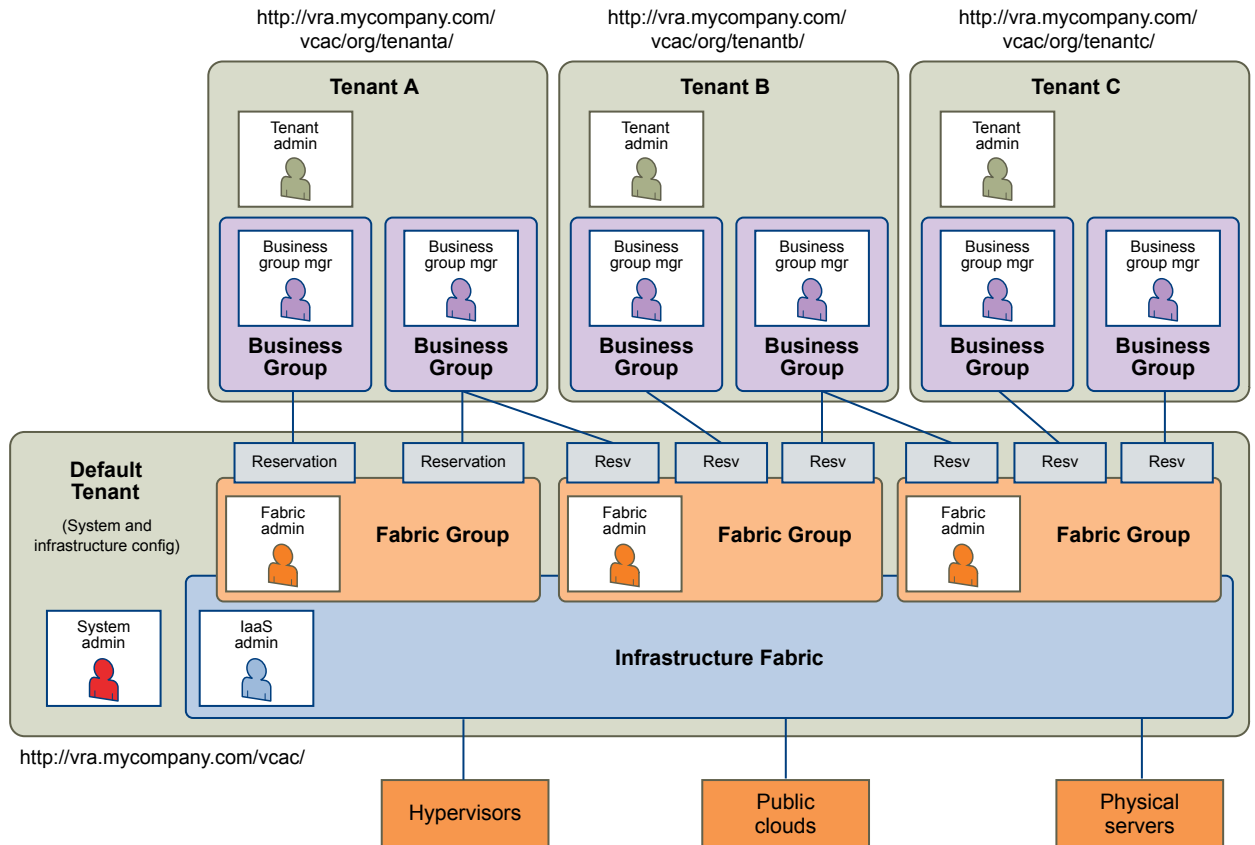 http://vra.mycompany.com/
vcac/org/tenanta/
http://vra.mycompany.com/
vcac/org/tenantb/
http://vra.mycompany.com/
vcac/org/tenantc/
Tenant A
Tenant B
Tenant C
Tenant
admin
Tenant
admin
Tenant
admin
Business
group mgr
Business
group mgr
Business
group mgr
Business
group mgr
Business
group mgr
Business
group mgr
Business
Group
Business
Group
Business
Group
Business
Group
Business
Group
Business
Group
Default
Tenant
(System and
infrastructure config)
Reservation
Reservation
Resv
Resv
Resv
Resv
Resv
Resv
Fabric
admin
Fabric Group
Fabric
admin
Fabric Group
Fabric
admin
Fabric Group
System
admin
IaaS
admin
Infrastructure Fabric
http://vra.mycompany.com/vcac/
Hypervisors
Public
clouds
Physical
servers